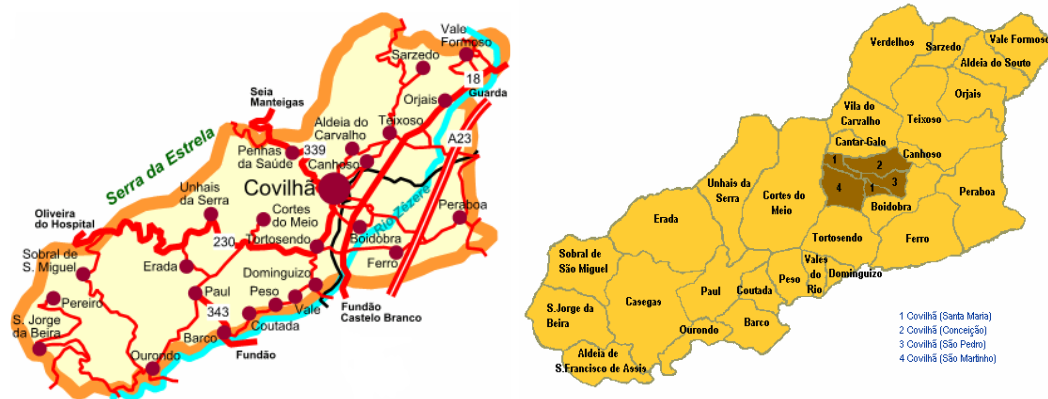 Vale
Formoso
Sarzedo
18
Guarda
Orjais
Seia
Manteigas
Aldeia do
Carvalho
Teixoso
A23
Serra da Estrela
Penhas
da Saúde
339
Canhoso
Covilhã
Unhais
da Serra
Oliveira
do Hospital
Cortes
do Meio
Rio Zêzere
Peraboa
230
Tortosendo
Boidobra
Ferro
Sobral de
S. Miguel
Erada
Dominguizo
Pereiro
Paul
Peso
Vale
343
Coutada
Fundão
Castelo Branco
S. Jorge
da Beira
Barco
Fundão
Ourondo
Verdelhos
Sarzedo
Vale Formoso
Aldeia do Souto
Orjais
Vila do
Carvalho
Teixoso
Cantar-Galo
Canhoso
1
2
3
4
1
Peraboa
Unhais da
Serra
Cortes do
Meio
Boidobra
Erada
Tortosendo
Ferro
Sobral de
São Miguel
Vales
do
Rio
Dominguizo
Peso
Casegas
Paul
Coutada
S.Jorge da
Beira
Barco
Ourondo
Aldeia de
S.Francisco de Assis
1 Covilhã (Santa Maria)
2 Covilhã (Conceição)
3 Covilhã (São Pedro)
4 Covilhã (São Martinho)